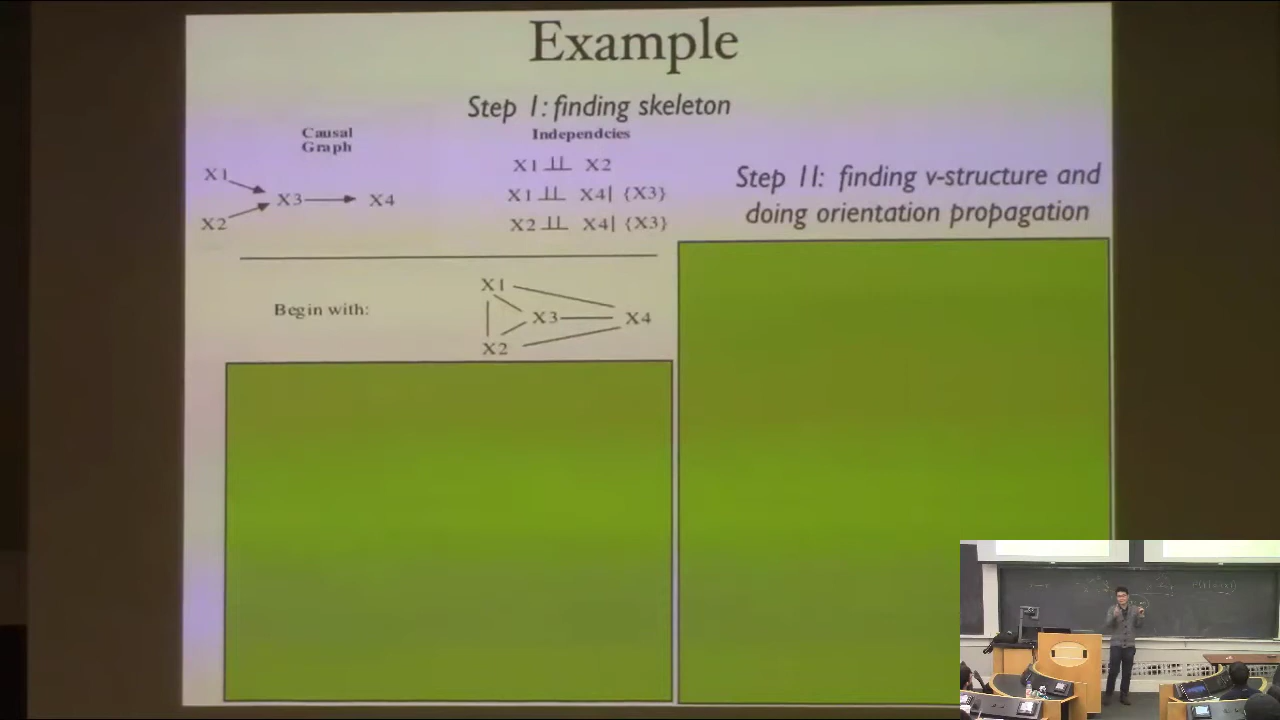 Example
Step I: finding skeleton
Causal
Graph
X1
X3
X4
X2
Independcies
X1 ⫫ X2
X1 ⫫ X4| {X3}
X2 ⫫ X4| {X3}
Step II: finding v-structure and
doing orientation propagation
Begin with:
X1
X3
X4
X2